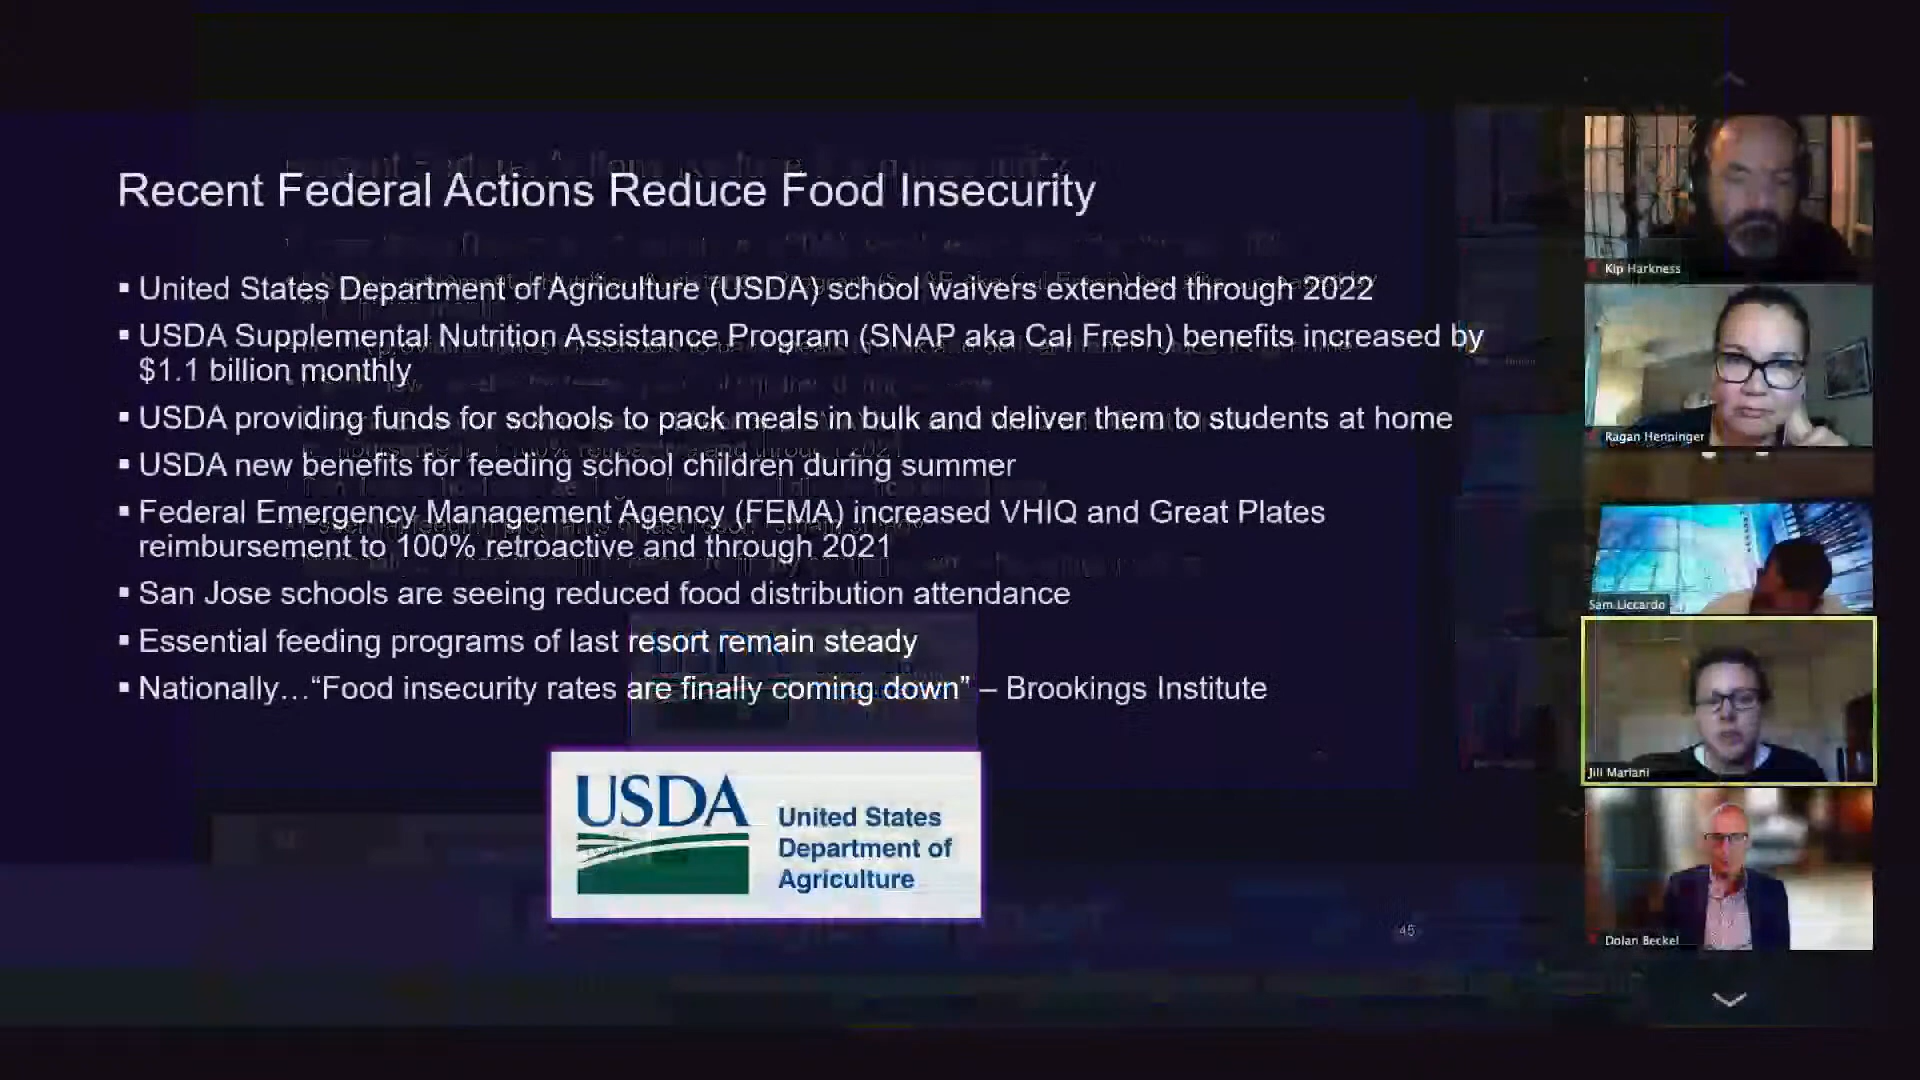 Recent Federal Actions Reduce Food Insecurity
▪ United States Department of Agriculture (USDA) school waivers extended through 2022
▪ USDA Supplemental Nutrition Assistance Program (SNAP aka Cal Fresh) benefits increased by
$1.1 billion monthly
▪ USDA providing funds for schools to pack meals in bulk and deliver them to students at home
▪ USDA new benefits for feeding school children during summer
▪ Federal Emergency Management Agency (FEMA) increased VHIQ and Great Plates
reimbursement to 100% retroactive and through 2021
▪ San Jose schools are seeing reduced food distribution attendance
▪ Essential feeding programs of last resort remain steady
▪ Nationally…“Food insecurity rates are finally coming down” – Brookings Institute
USDA
United States
Department of
Agriculture
45
Kip Harkness
Ragan Henninger
Sam Liccardo
Jill Mariani
Dolan Beckel